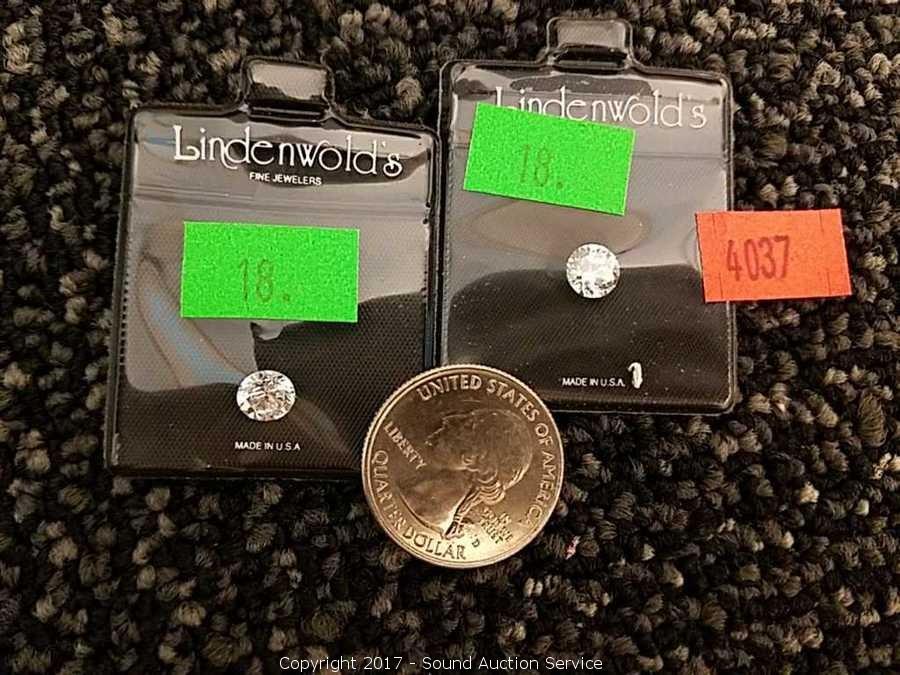 Lindenwold's
FINE JEWELERS
18.
MADE IN U.S.A
Lindenwold's
18.
4037
MADE IN U.S.A.
1
UNITED STATES OF AMERICA
LIBERTY
IN
GOD WE
TRUST
D
QUARTER DOLLAR
Copyright 2017 - Sound Auction Service